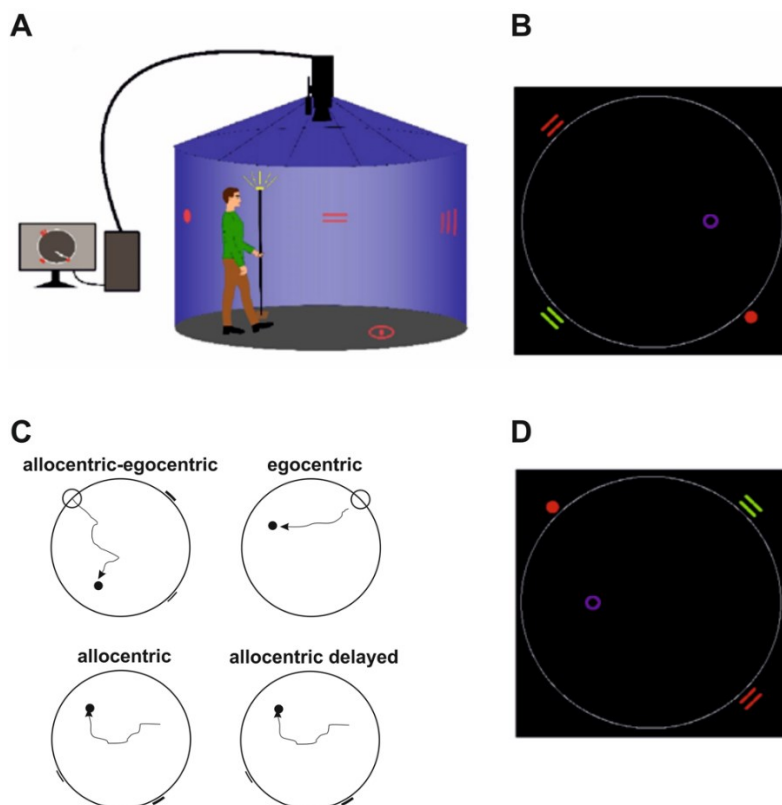 A
B
C
allocentric-egocentric
egocentric
allocentric
allocentric delayed
D